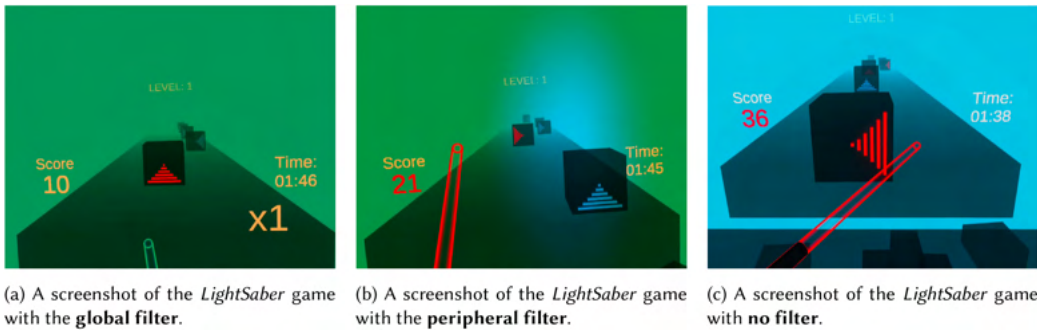 LEVEL: 1
Score
10
Time:
01:46
x1
LEVEL: 1
Score
21
Time:
01:45
LEVEL: 1
Score
36
Time:
01:38
(a) A screenshot of the LightSaber game
with the global filter.
(b) A screenshot of the LightSaber game
with the peripheral filter.
(c) A screenshot of the LightSaber game
with no filter.